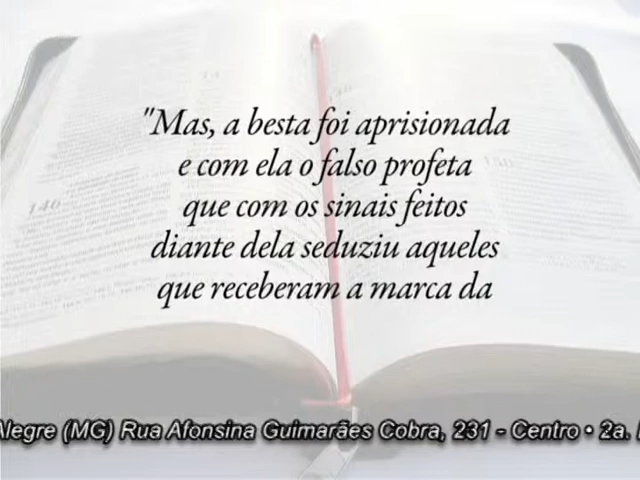 "Mas, a besta foi aprisionada
e com ela o falso profeta
que com os sinais feitos
diante dela seduziu aqueles
que receberam a marca da
Alegre (MG) Rua Afonsina Guimarães Cobra, 231 - Centro • 2a.